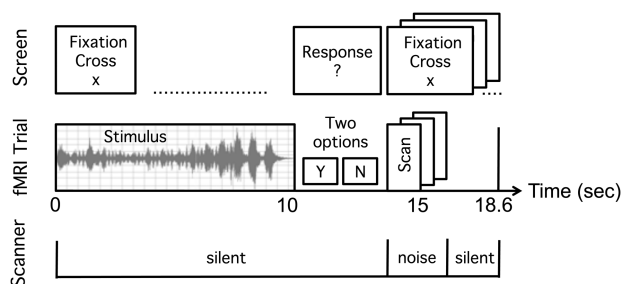 Screen
Fixation
Cross
x
....................
Response
?
Fixation
Cross
x
....
fMRI Trial
Stimulus
Two
options
Y
N
Scan
0
10
15
18.6
Time (sec)
Scanner
silent
noise
silent